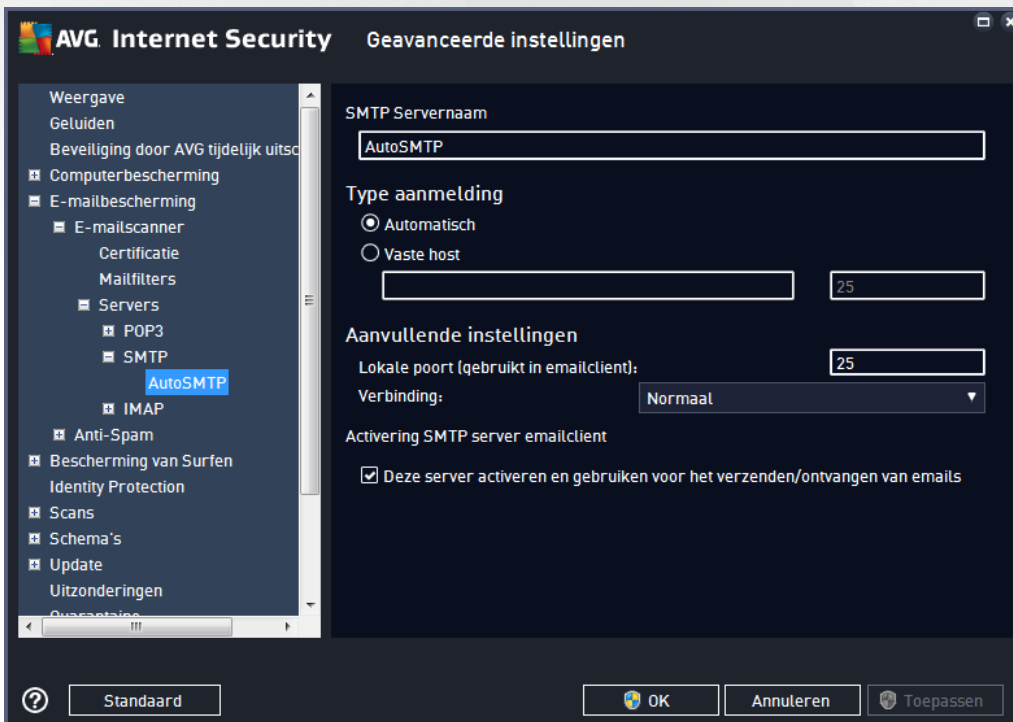 AVG Internet Security Geavanceerde instellingen
Weergave
Geluiden
Beveiliging door AVG tijdelijk uitsc
Computerbescherming
E-mailbescherming
E-mailscanner
Certificatie
Mailfilters
Servers
POP3
SMTP
AutoSMTP
IMAP
Anti-Spam
Bescherming van Surfen
Identity Protection
Scans
Schema's
Update
Uitzonderingen
Quarantaine
SMTP Servernaam
AutoSMTP
Type aanmelding
Automatisch
Vaste host
25
Aanvullende instellingen
Lokale poort (gebruikt in emailclient): 25
Verbinding: Normaal
Activering SMTP server emailclient
Deze server activeren en gebruiken voor het verzenden/ontvangen van emails
? Standaard OK Annuleren Toepassen